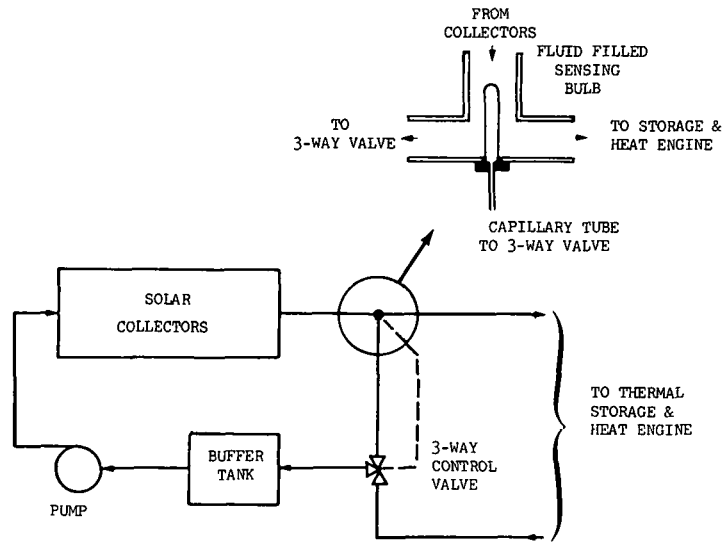 FROM
COLLECTORS
FLUID FILLED
SENSING
BULB
TO
3-WAY VALVE
TO STORAGE &
HEAT ENGINE
CAPILLARY TUBE
TO 3-WAY VALVE
SOLAR
COLLECTORS
TO THERMAL
STORAGE &
HEAT ENGINE
BUFFER
TANK
3-WAY
CONTROL
VALVE
PUMP